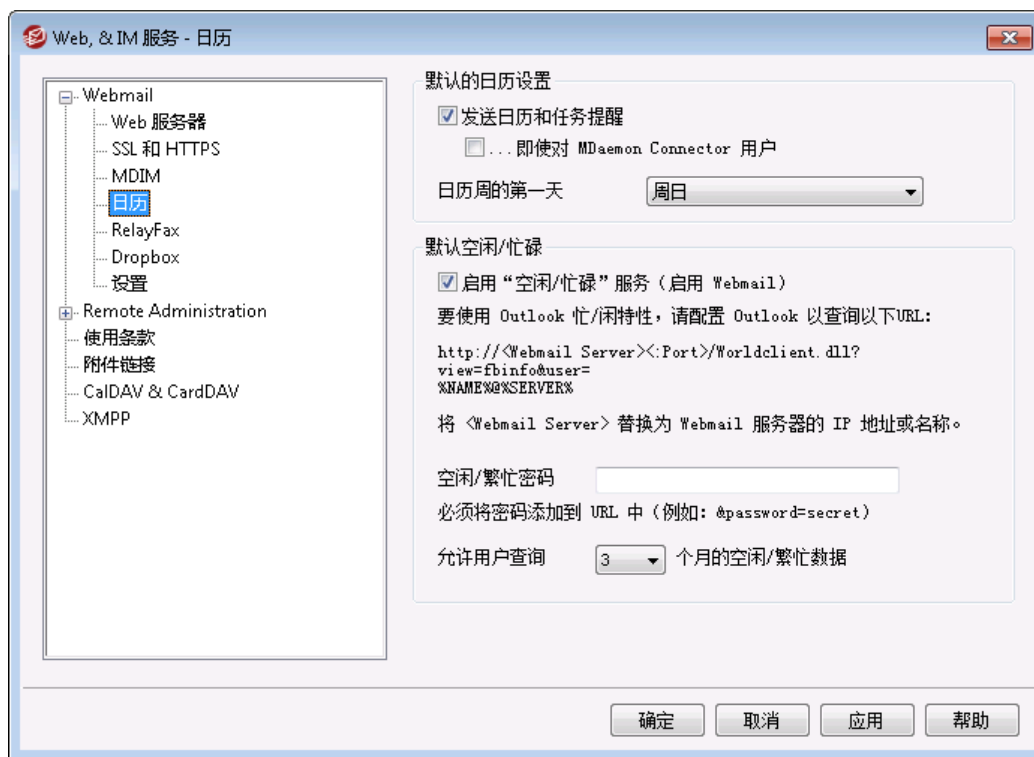 Web, & IM 服务 - 日历
Webmail
Web 服务器
SSL 和 HTTPS
MDIM
日历
RelayFax
Dropbox
设置
Remote Administration
使用条款
附件链接
CalDAV & CardDAV
XMPP
默认的日历设置
发送日历和任务提醒
...即使对 MDaemon Connector 用户
日历周的第一天 周日
默认空闲/忙碌
启用“空闲/忙碌”服务（启用 Webmail）
要使用 Outlook 忙/闲特性，请配置 Outlook 以查询以下URL：
http://<Webmail Server><:Port>/Worldclient.dll?
view=fbinfo&user=
%NAME%@%SERVER%
将 <Webmail Server> 替换为 Webmail 服务器的 IP 地址或名称。
空闲/繁忙密码
必须将密码添加到 URL 中（例如：&password=secret）
允许用户查询 3 个月的空闲/繁忙数据
确定 取消 应用 帮助